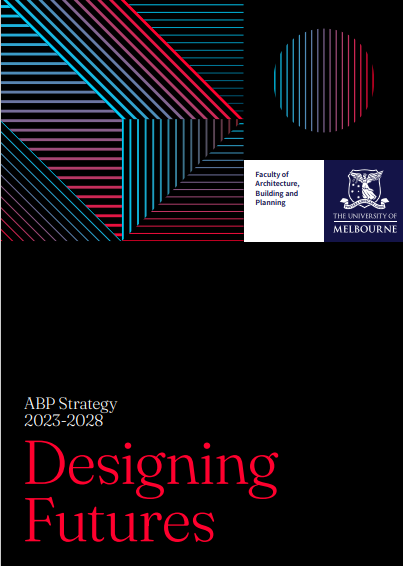 Faculty of
Architecture,
Building and
Planning
THE UNIVERSITY OF
MELBOURNE
ABP Strategy
2023-2028
Designing
Futures